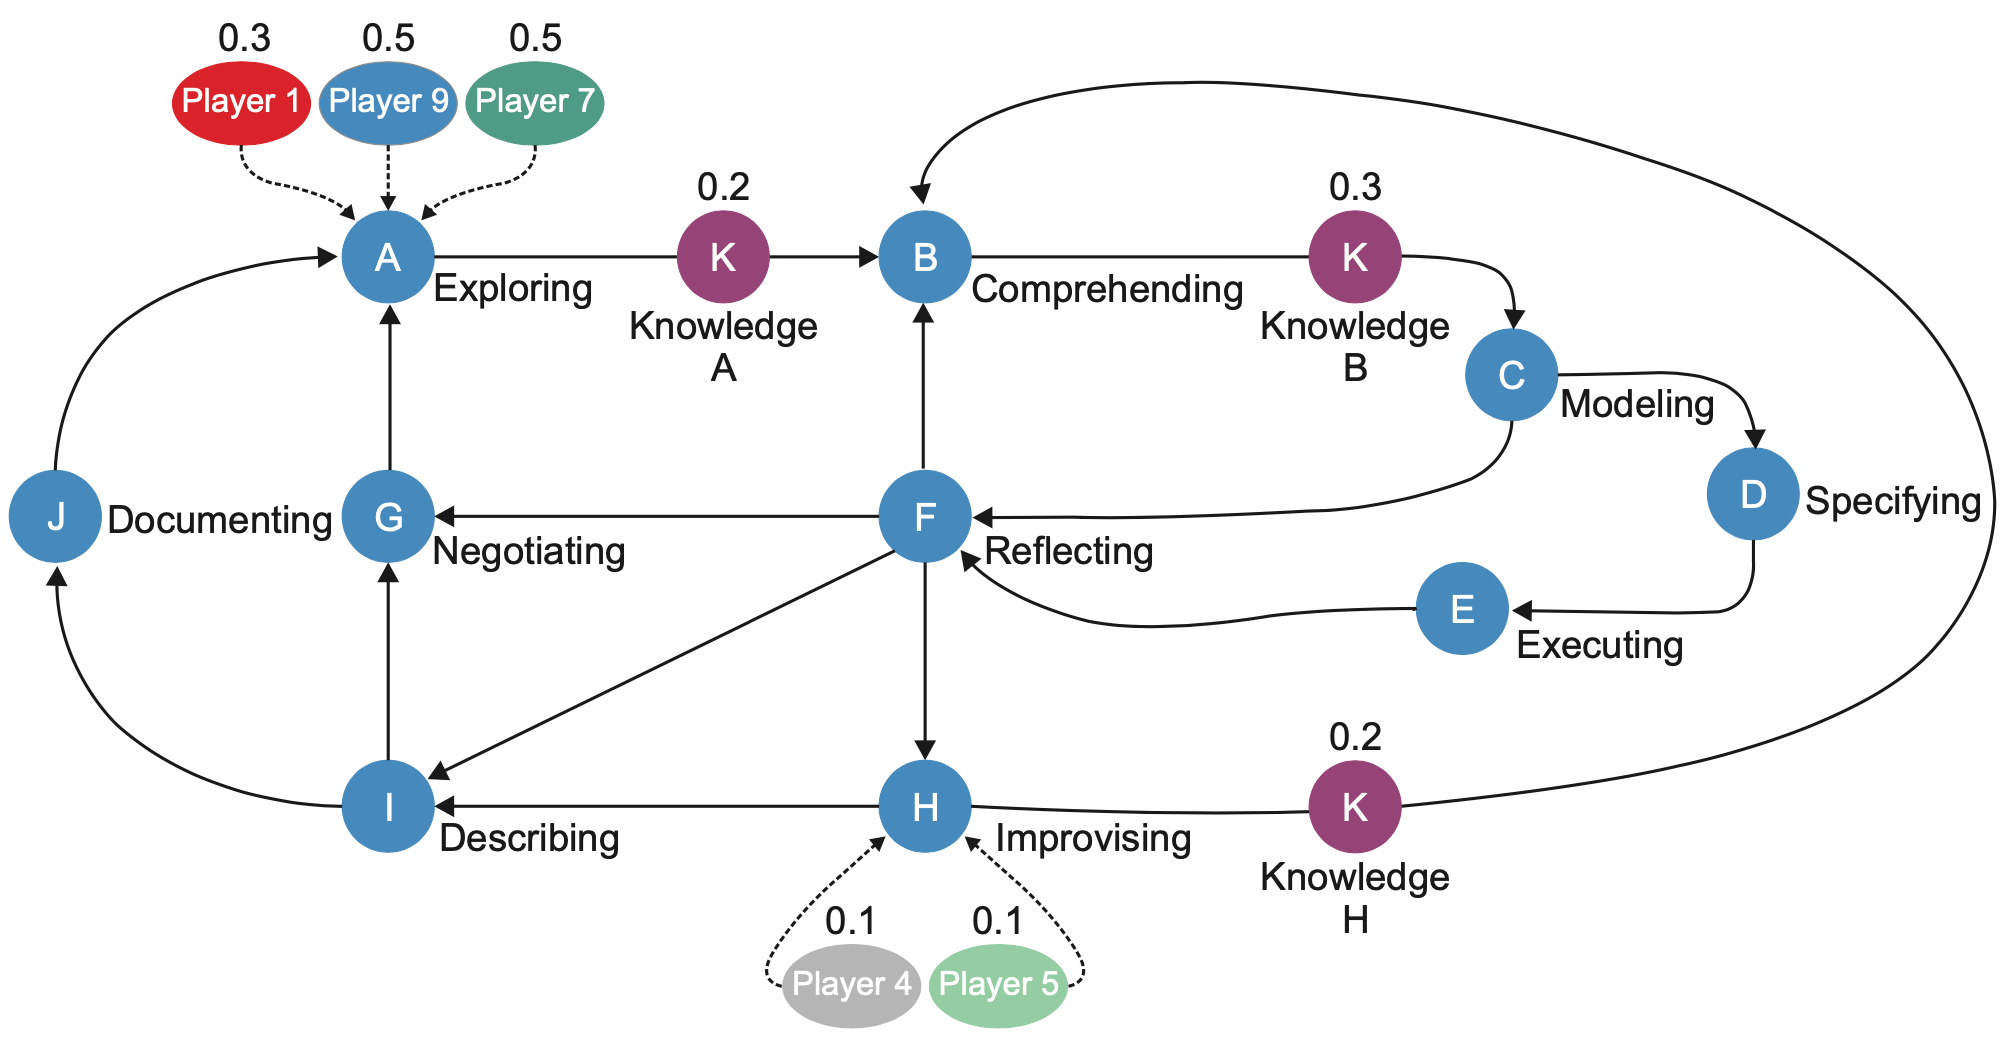 0.3
0.5
0.5
Player 1
Player 9
Player 7
0.2
0.3
A
K
B
K
Exploring
Comprehending
Knowledge
A
Knowledge
B
C
Modeling
D
Specifying
J
Documenting
G
Negotiating
F
Reflecting
E
Executing
0.2
I
H
K
Describing
Improvising
Knowledge
H
0.1
0.1
Player 4
Player 5